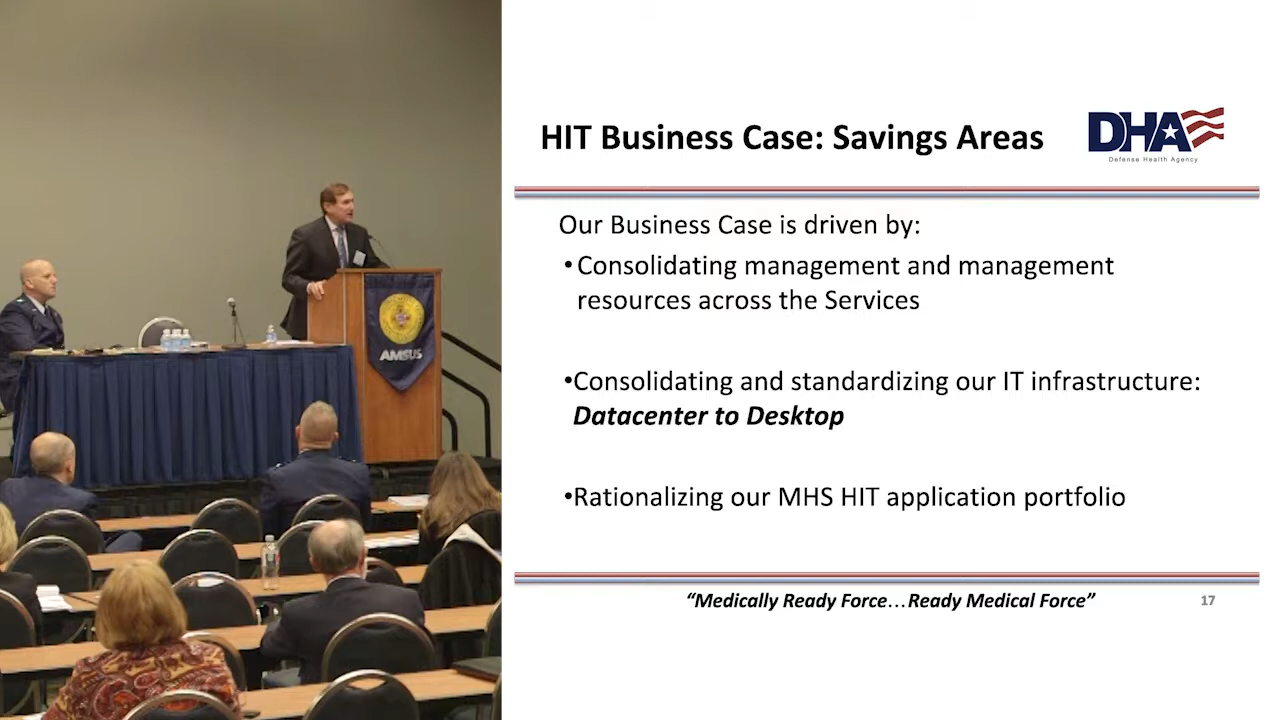 HIT Business Case: Savings Areas
DHA
Defense Health Agency
Our Business Case is driven by:
•Consolidating management and management
resources across the Services
•Consolidating and standardizing our IT infrastructure:
Datacenter to Desktop
•Rationalizing our MHS HIT application portfolio
“Medically Ready Force…Ready Medical Force”
17
AMSUS